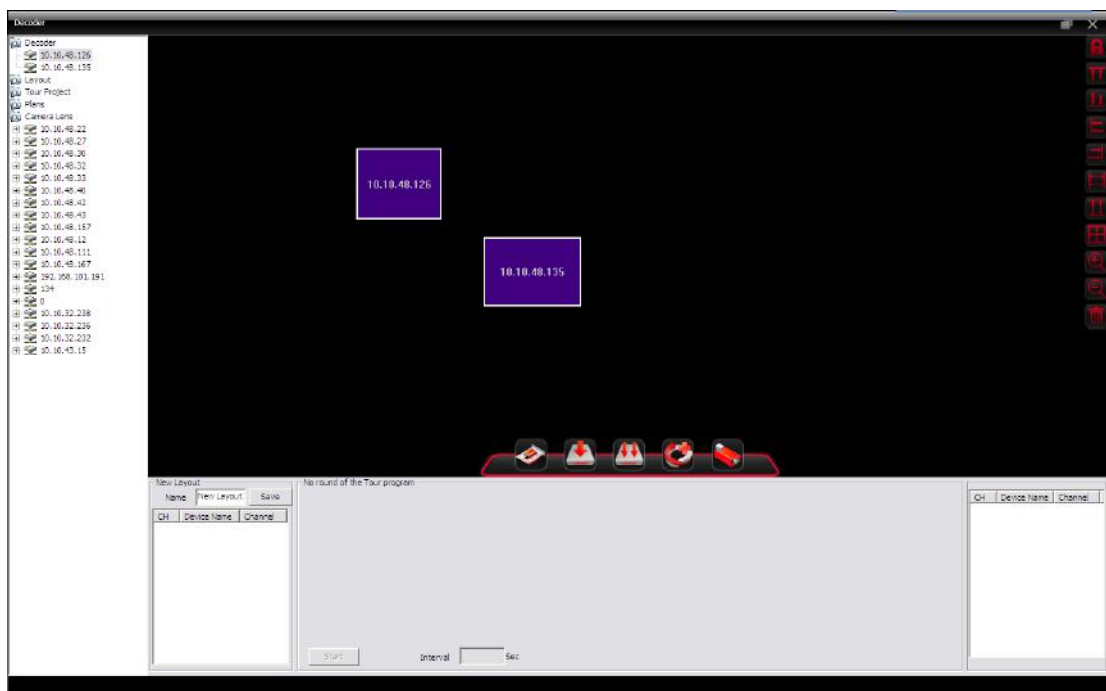 Decoder
Decoder
10.10.48.126
10.10.48.135
Layout
Tour Project
Plans
Camera Lens
10.10.48.22
10.10.48.27
10.10.48.30
10.10.48.32
10.10.48.33
10.10.48.40
10.10.48.42
10.10.48.43
10.10.48.157
10.10.48.12
10.10.48.111
10.10.48.167
192.168.101.191
134
0
10.10.32.238
10.10.32.236
10.10.32.232
10.10.43.15
10.10.48.126
10.10.48.135
New Layout
Name New Layout Save
CH Device Name Channel
No round of the Tour program
Start Interval Sec
CH Device Name Channel